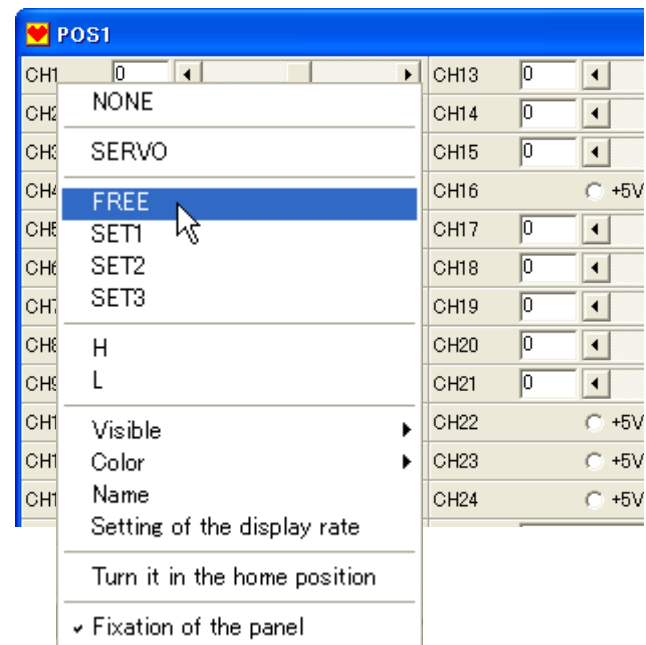 POS1
CH1 0 CH13 0
NONE
CH14 0
SERVO
CH15 0
FREE
CH16 +5V
SET1
CH17 0
SET2
CH18 0
SET3
CH19 0
H
CH20 0
L
CH21 0
Visible
CH22 +5V
Color
CH23 +5V
Name
CH24 +5V
Setting of the display rate
Turn it in the home position
Fixation of the panel